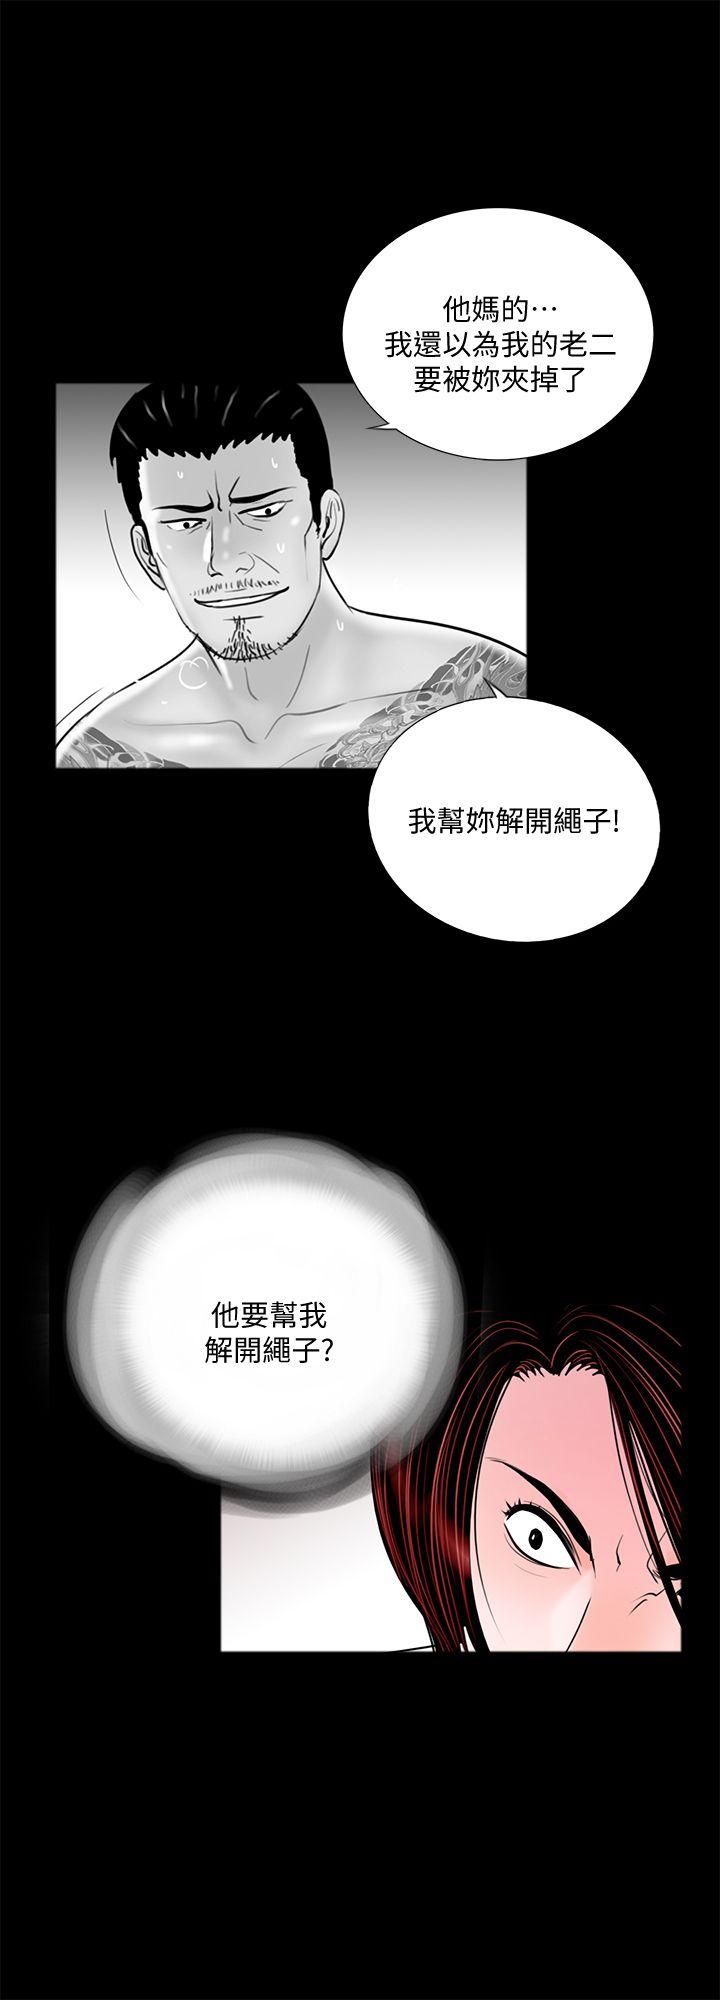 他媽的⋯
我還以為我的老二
要被妳夾掉了
我幫妳解開繩子!
他要幫我
解開繩子?